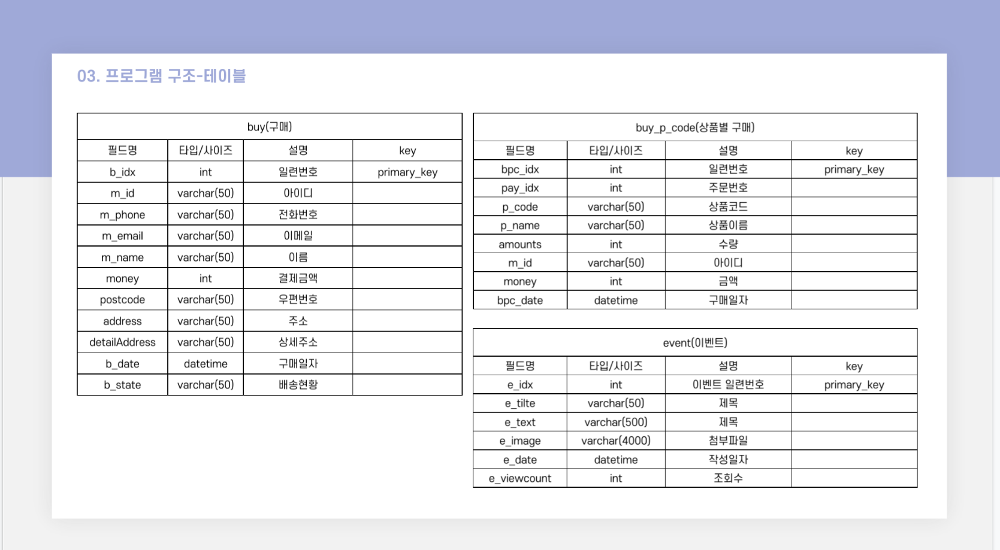 03. 프로그램 구조-테이블
buy(구매)
필드명 타입/사이즈 설명 key
b_idx int 일련번호 primary_key
m_id varchar(50) 아이디
m_phone varchar(50) 전화번호
m_email varchar(50) 이메일
m_name varchar(50) 이름
money int 결제금액
postcode varchar(50) 우편번호
address varchar(50) 주소
detailAddress varchar(50) 상세주소
b_date datetime 구매일자
b_state varchar(50) 배송현황
buy_p_code(상품별 구매)
필드명 타입/사이즈 설명 key
bpc_idx int 일련번호 primary_key
pay_idx int 주문번호
p_code varchar(50) 상품코드
p_name varchar(50) 상품이름
amounts int 수량
m_id varchar(50) 아이디
money int 금액
bpc_date datetime 구매일자
event(이벤트)
필드명 타입/사이즈 설명 key
e_idx int 이벤트 일련번호 primary_key
e_tilte varchar(50) 제목
e_text varchar(500) 제목
e_image varchar(4000) 첨부파일
e_date datetime 작성일자
e_viewcount int 조회수